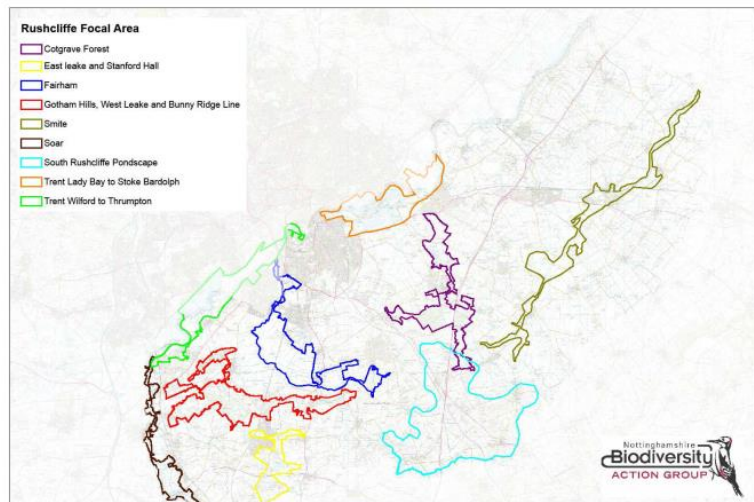 Rushcliffe Focal Area
Cotgrave Forest
East leake and Stanford Hall
Fairham
Gotham Hills, West Leake and Bunny Ridge Line
Smite
Soar
South Rushcliffe Pondscape
Trent Lady Bay to Stoke Bardolph
Trent Wilford to Thrumpton
Nottinghamshire
Biodiversity
ACTION GROUP